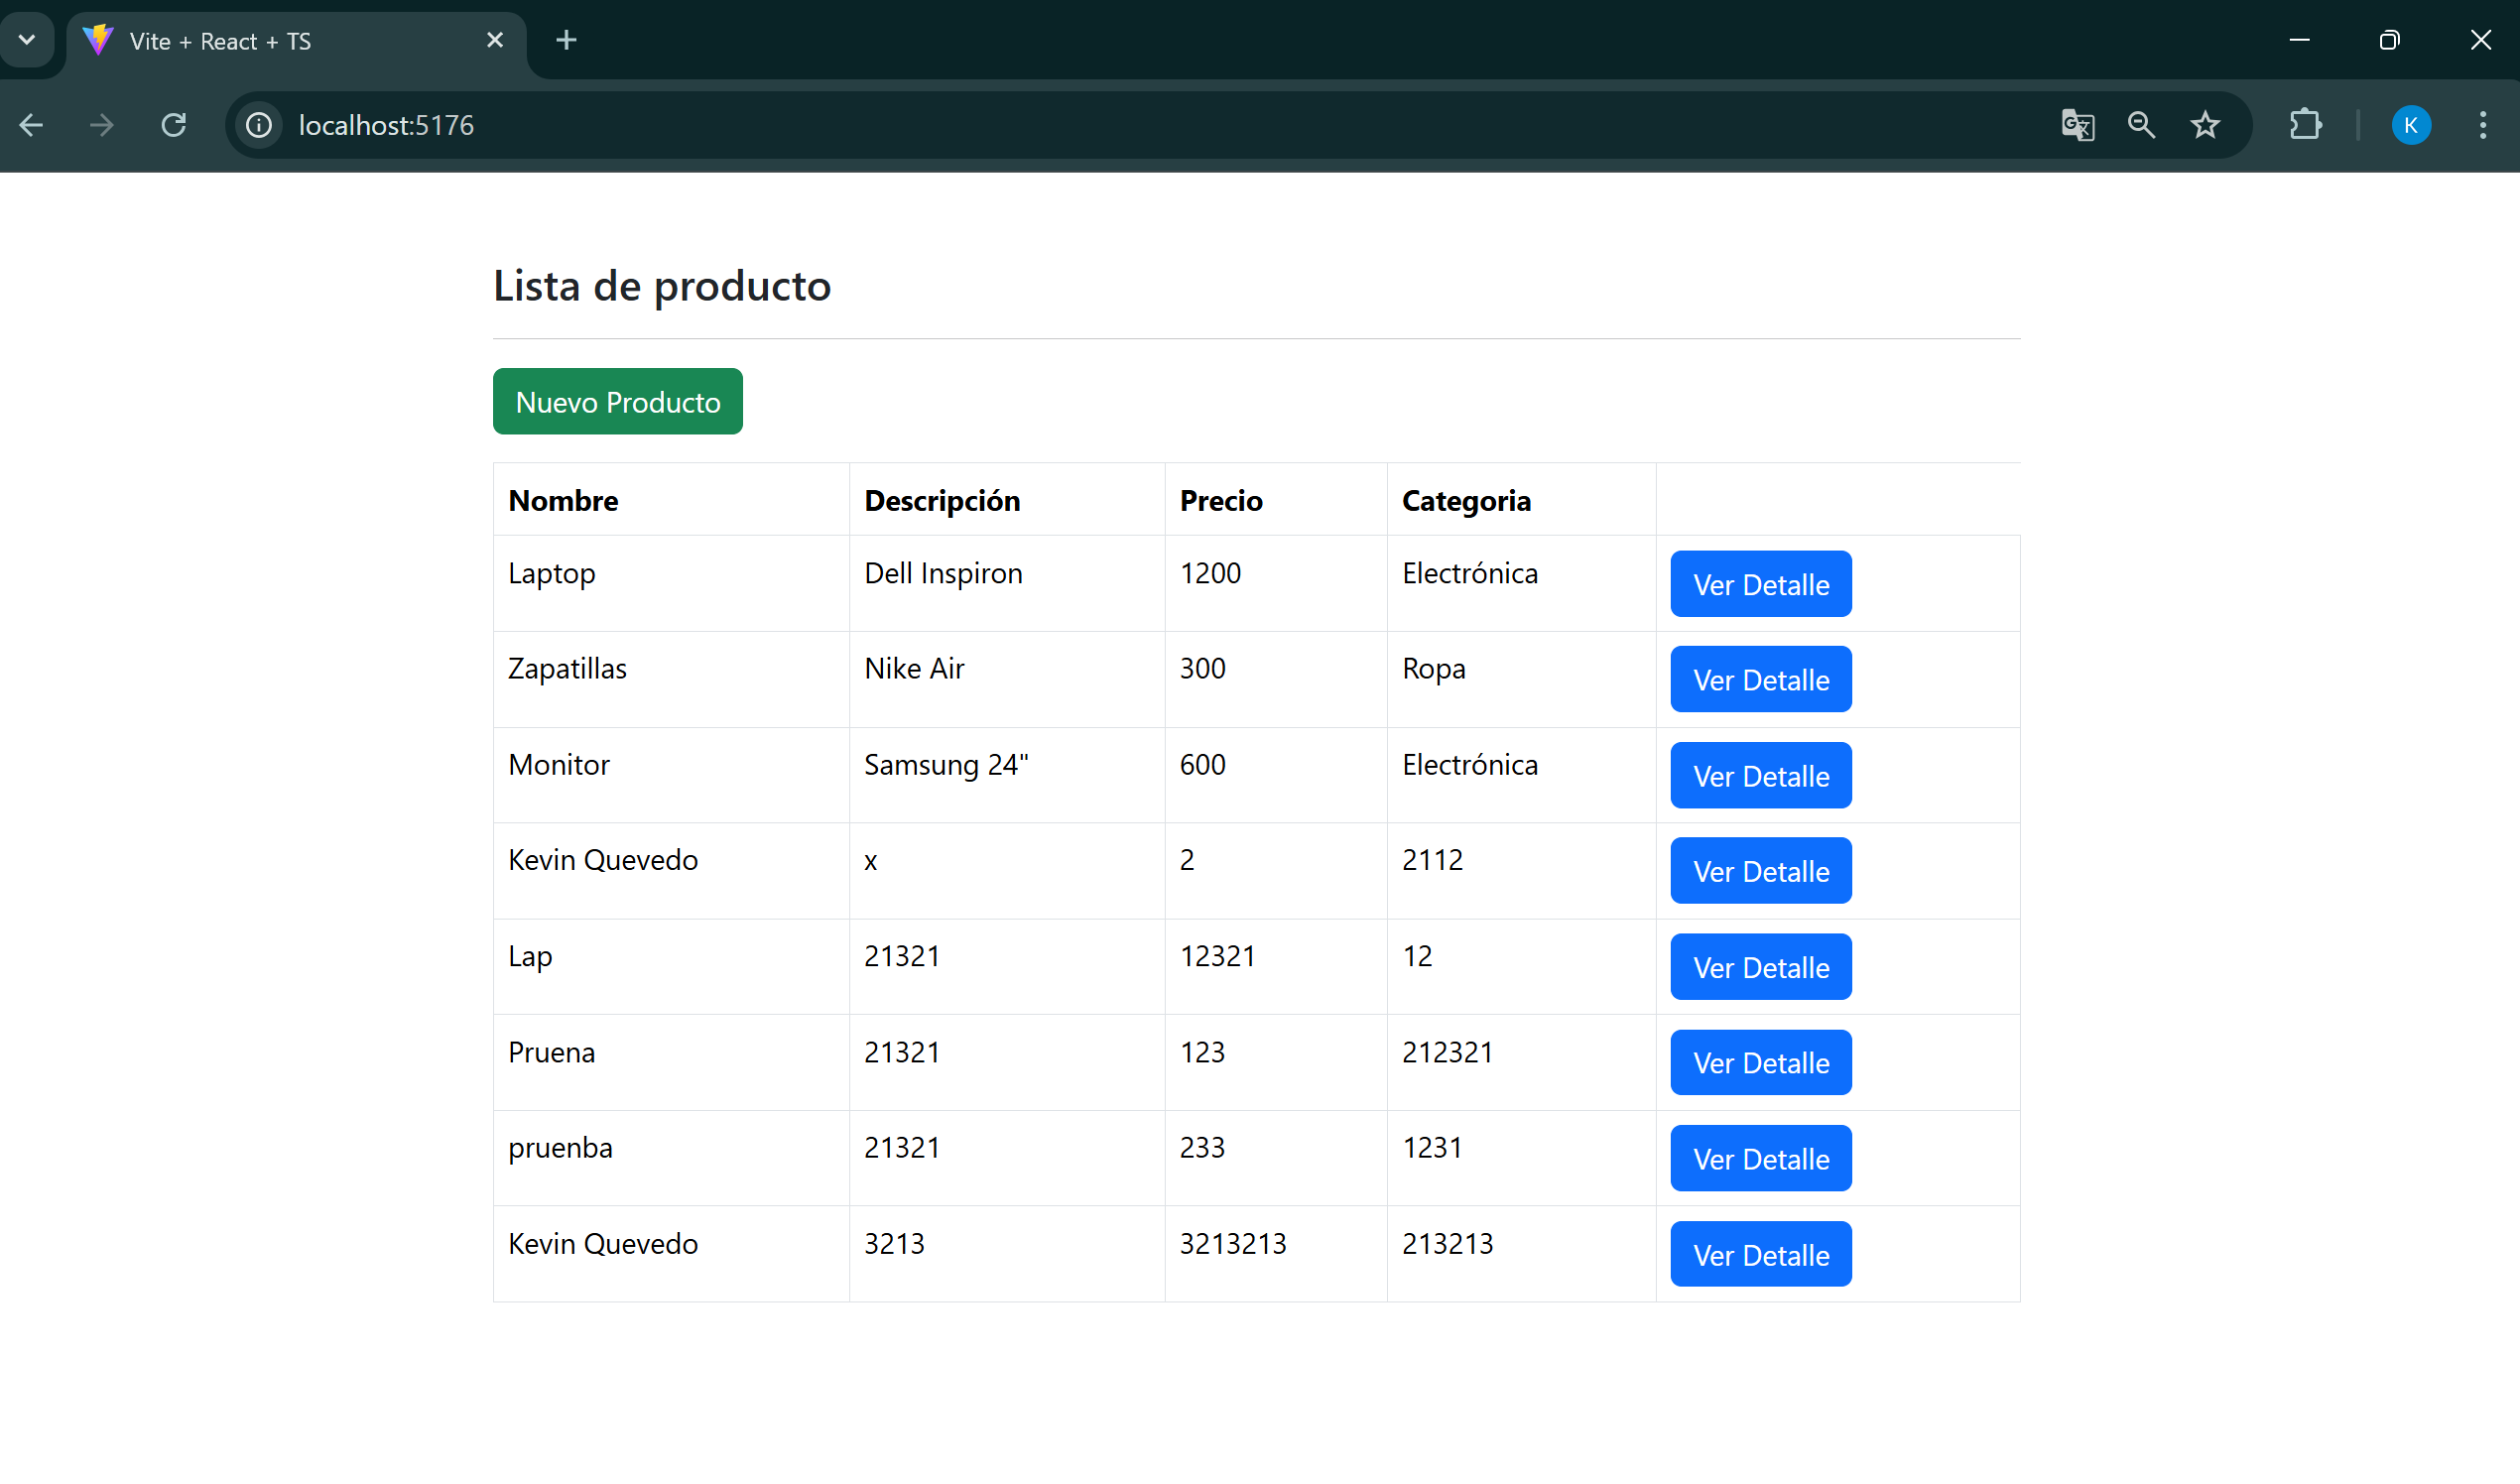 Vite + React + TS
localhost:5176
K
Lista de producto
Nuevo Producto
Nombre Descripción Precio Categoria
Laptop Dell Inspiron 1200 Electrónica Ver Detalle
Zapatillas Nike Air 300 Ropa Ver Detalle
Monitor Samsung 24" 600 Electrónica Ver Detalle
Kevin Quevedo x 2 2112 Ver Detalle
Lap 21321 12321 12 Ver Detalle
Pruena 21321 123 212321 Ver Detalle
pruenba 21321 233 1231 Ver Detalle
Kevin Quevedo 3213 3213213 213213 Ver Detalle